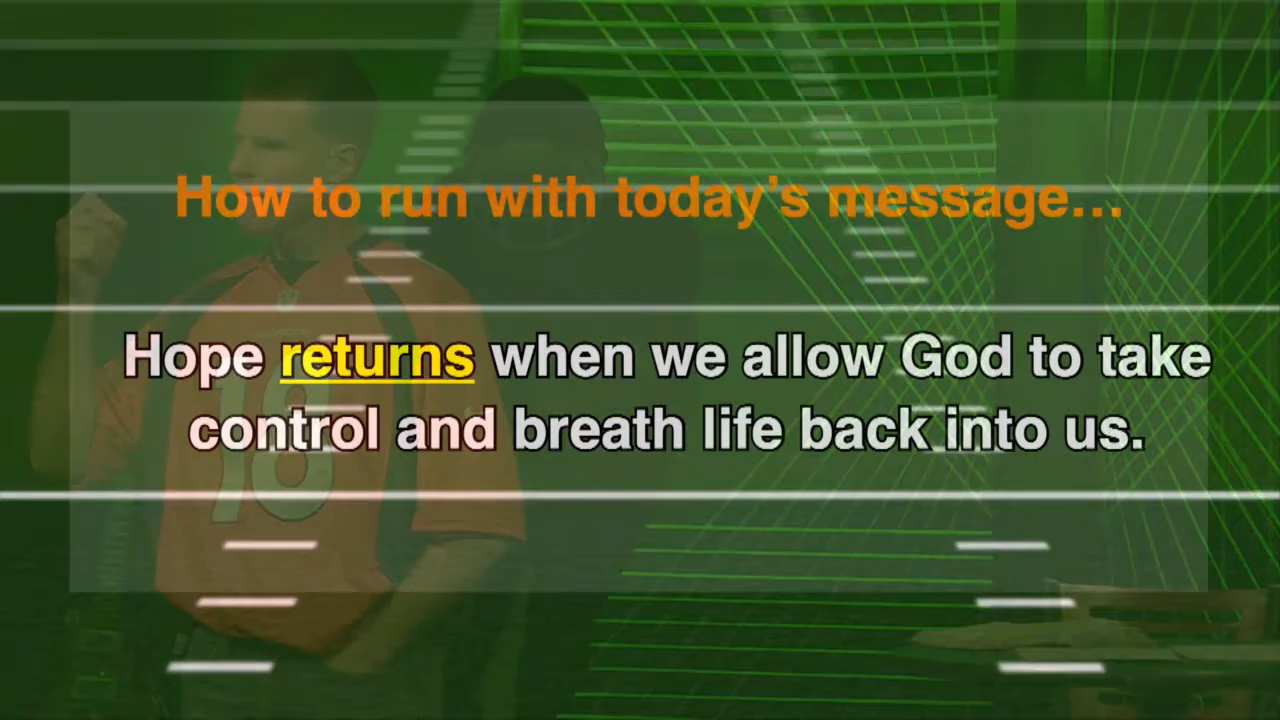 How to run with today’s message…
Hope returns when we allow God to take
control and breath life back into us.
18